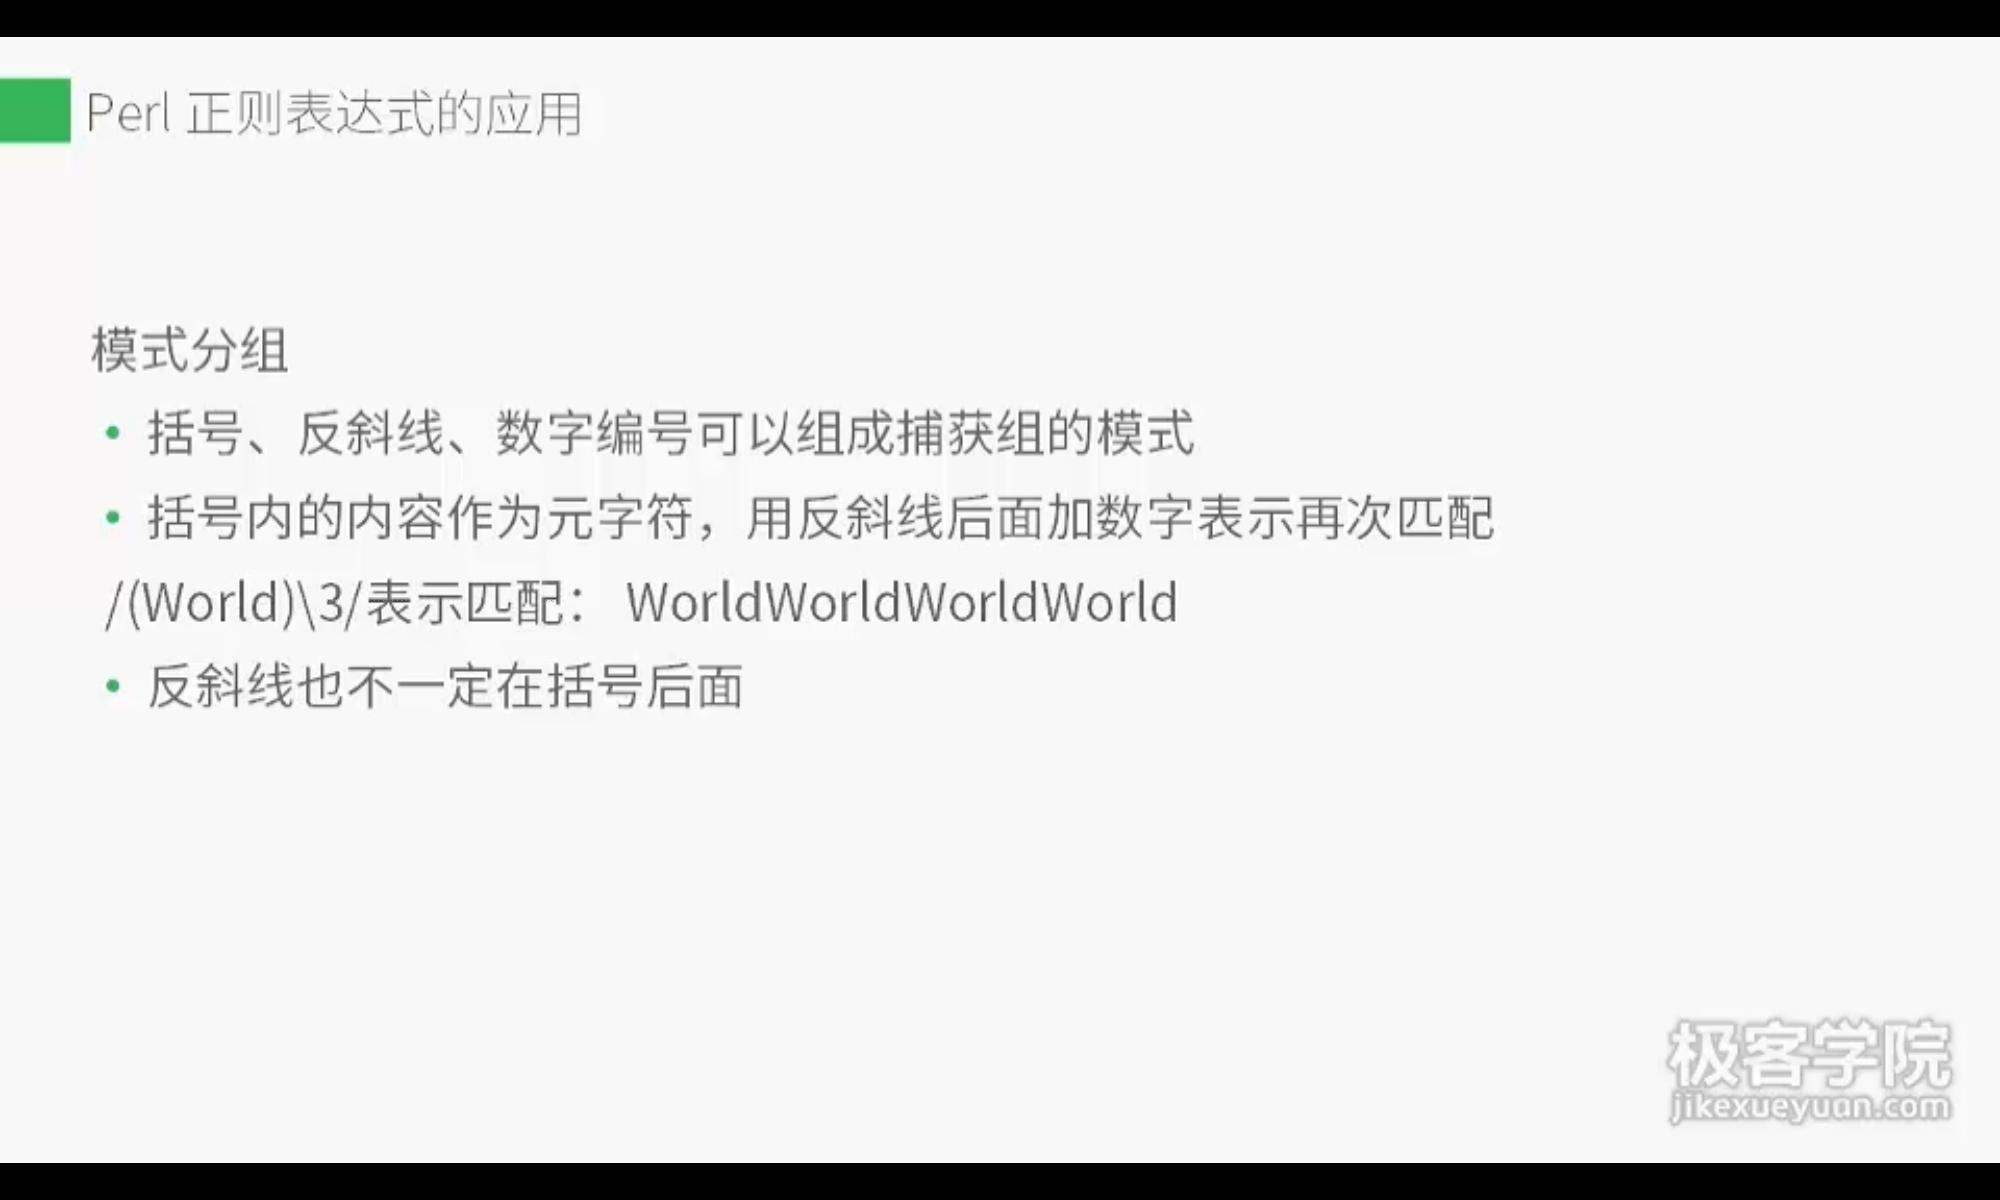 Perl 正则表达式的应用
模式分组
• 括号、反斜线、数字编号可以组成捕获组的模式
• 括号内的内容作为元字符，用反斜线后面加数字表示再次匹配
/(World)\3/表示匹配： WorldWorldWorldWorld
• 反斜线也不一定在括号后面
极客学院
jikexueyuan.com